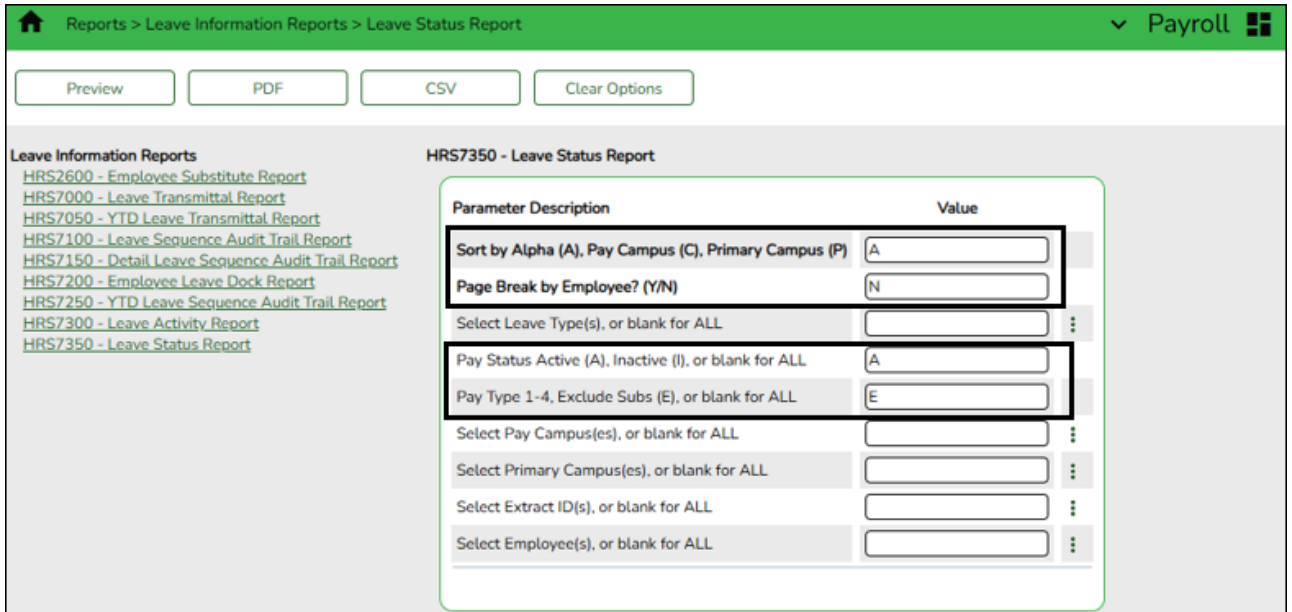 Reports > Leave Information Reports > Leave Status Report
Payroll
Preview
PDF
CSV
Clear Options
Leave Information Reports
HRS2600 - Employee Substitute Report
HRS7000 - Leave Transmittal Report
HRS7050 - YTD Leave Transmittal Report
HRS7100 - Leave Sequence Audit Trail Report
HRS7150 - Detail Leave Sequence Audit Trail Report
HRS7200 - Employee Leave Dock Report
HRS7250 - YTD Leave Sequence Audit Trail Report
HRS7300 - Leave Activity Report
HRS7350 - Leave Status Report
HRS7350 - Leave Status Report
Parameter Description Value
Sort by Alpha (A), Pay Campus (C), Primary Campus (P) A
Page Break by Employee? (Y/N) N
Select Leave Type(s), or blank for ALL
Pay Status Active (A), Inactive (I), or blank for ALL A
Pay Type 1-4, Exclude Subs (E), or blank for ALL E
Select Pay Campus(es), or blank for ALL
Select Primary Campus(es), or blank for ALL
Select Extract ID(s), or blank for ALL
Select Employee(s), or blank for ALL